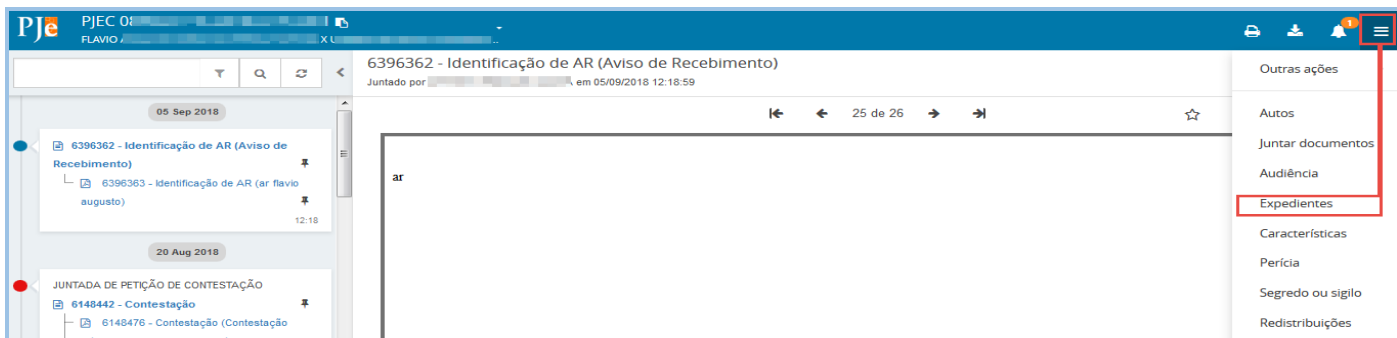 PJe
PJEC 0
FLAVIO
X U
1
6396362 - Identificação de AR (Aviso de Recebimento)
Juntado por
em 05/09/2018 12:18:59
25 de 26
05 Sep 2018
6396362 - Identificação de AR (Aviso de
Recebimento)
6396363 - Identificação de AR (ar flavio
augusto)
12:18
20 Aug 2018
JUNTADA DE PETIÇÃO DE CONTESTAÇÃO
6148442 - Contestação
6148476 - Contestação (Contestação
ar
Outras ações
Autos
Juntar documentos
Audiência
Expedientes
Características
Perícia
Segredo ou sigilo
Redistribuições